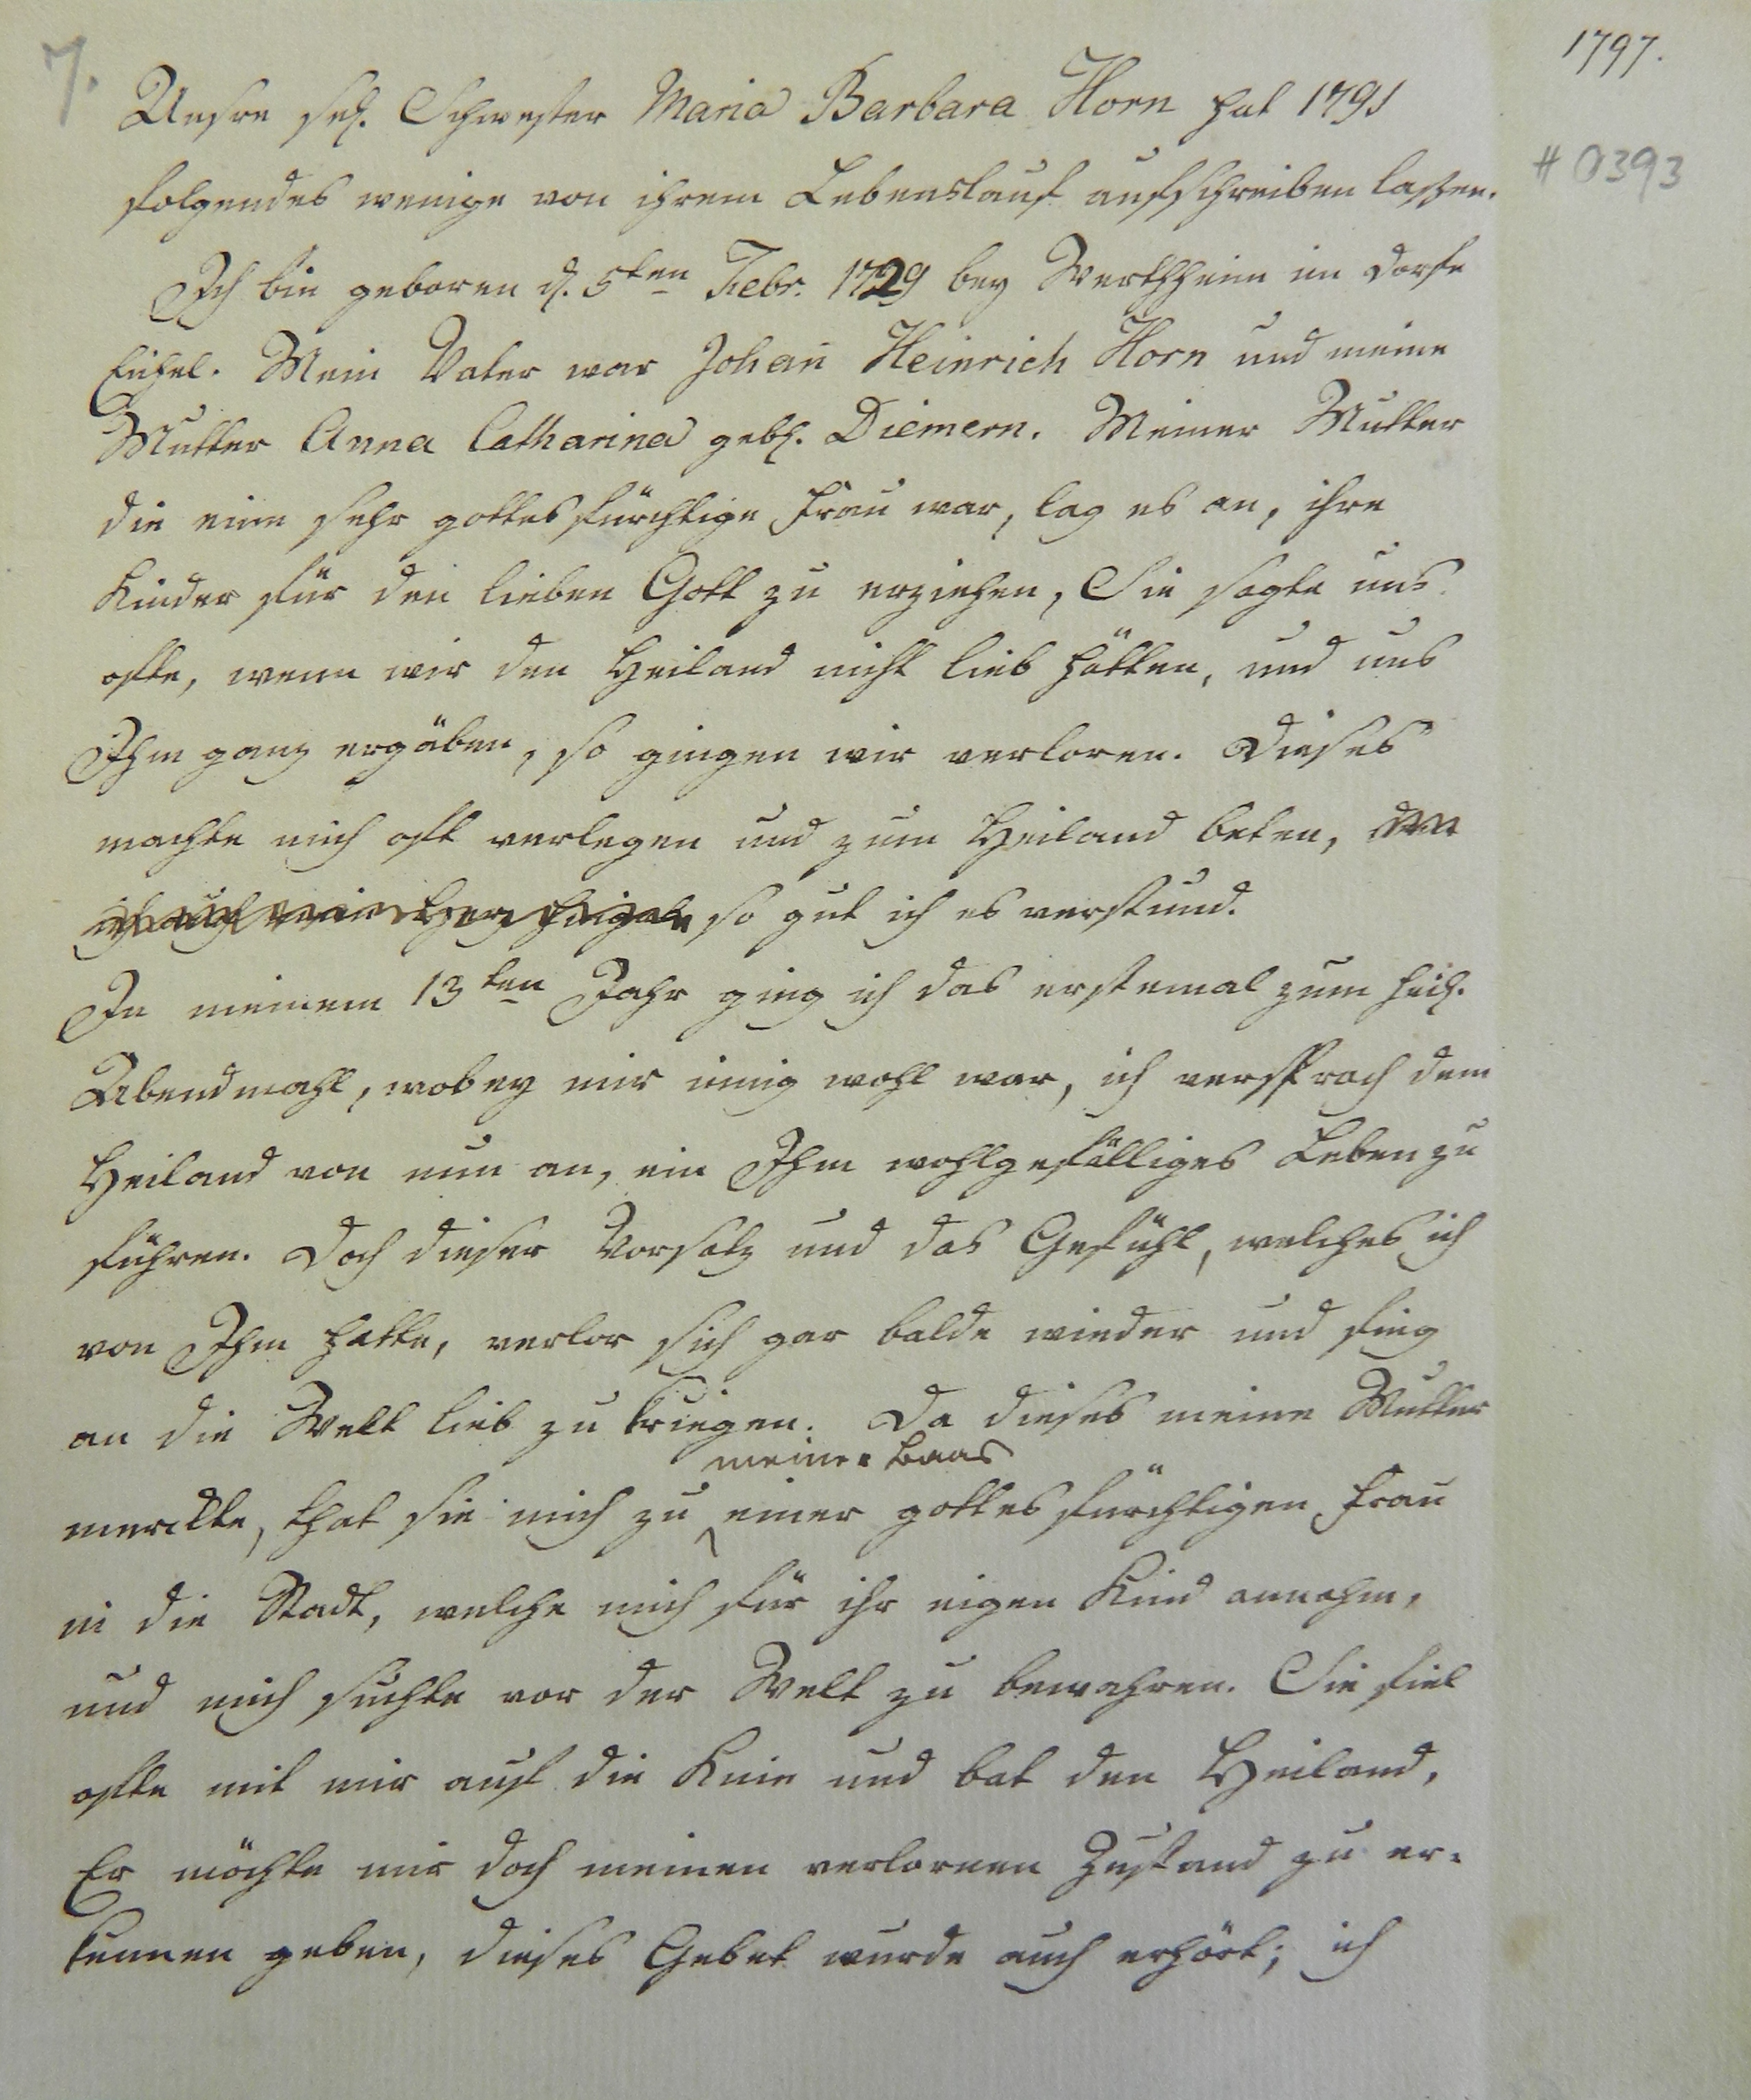 7.
1797.
# 0393
Unsre sel. Schwester Maria Barbara Horn hat 1791
folgendes wenige von ihrem Lebenslauf aufschreiben lassen.
Ich bin geboren d. 5ten Febr. 1729 bey Werthheim im Dorfe
Eichel. Mein Vater war Johan̄ Heinrich Horn und meine
Mutter Anna Catharina geb. Diemern. Meiner Mutter
die eine sehr gottesfürchtige Frau war, lag es an, ihre
Kinder für den lieben Gott zu erziehen, Sie sagte uns
ofte, wenn wir den Heiland nicht lieb hätten, und uns
Ihm ganz ergäben, so gingen wir verloren. Dieses
machte mich oft verlegen und zum Heiland beten,
so gut ich es verstund.
In meinem 13ten Jahr ging ich das erstemal zum heil.
Abendmahl, wobey mir innig wohl war, ich versprach dem
Heiland von nun an, ein Ihm wohlgefälliges Leben zu
führen. Doch dieser Vorsatz und das Gefühl, welches ich
von Ihm hatte, verlor sich gar balde wieder und fing
an die Welt lieb zu kriegen. Da dieses meine Mutter
meiner Baas
merckte, that sie mich zu einer gottesfürchtigen Frau
in die Stadt, welche mich für ihr eigen Kind annahm,
und mich suchte vor der Welt zu bewahren. Sie fiel
ofte mit mir auf die Knie und bat den Heiland,
Er möchte mir doch meinen verlornen Zustand zu er-
kennen geben, dieses Gebet wurde auch erhört; ich